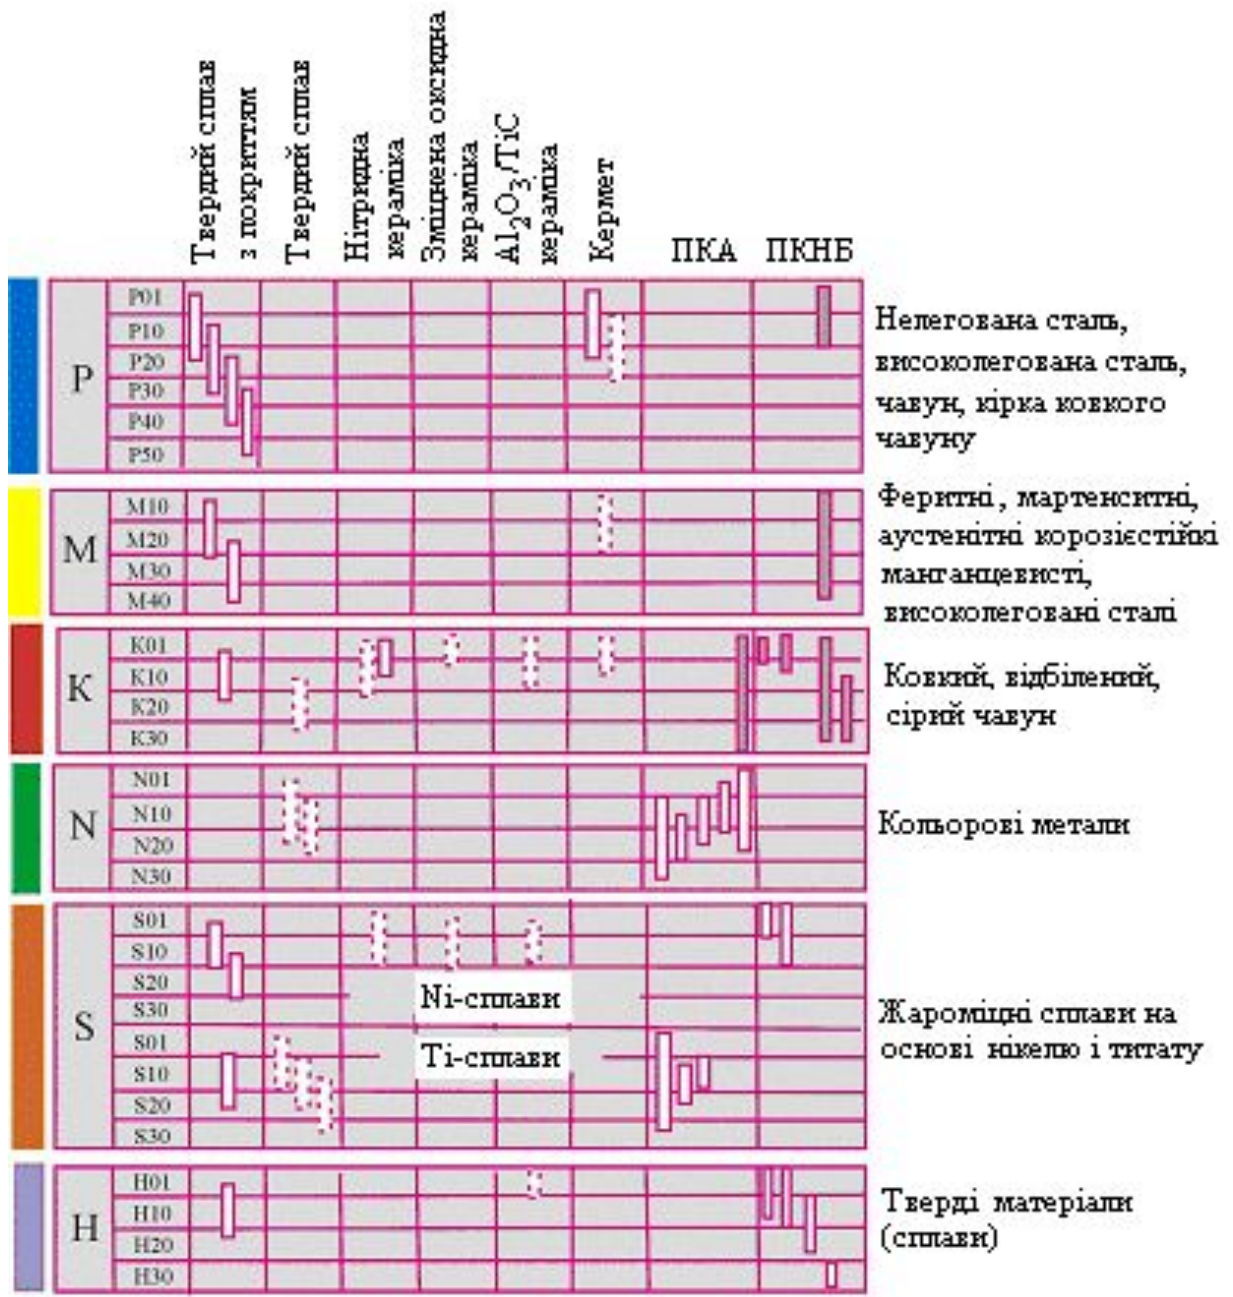 Твердий сплав
з покриттям
Твердий сплав
Нітридна
кераміка
Зміцнена оксидна
кераміка
Al2O3/TiC
кераміка
Кермет
ПКА
ПКНБ
P
P01
P10
P20
P30
P40
P50
Нелегована сталь,
високолегована сталь,
чавун, кірка ковкого
чавуну
M
M10
M20
M30
M40
Феритні, мартенситні,
аустенітні корозієстійкі
манганцевисті,
високолеговані сталі
K
K01
K10
K20
K30
Ковкий, відбілений,
сірий чавун
N
N01
N10
N20
N30
Кольорові метали
S
S01
S10
S20
S30
Ni-сплави
S01
S10
S20
S30
Ti-сплави
Жароміцні сплави на
основі нікелю і титату
H
H01
H10
H20
H30
Тверді матеріали
(сплави)